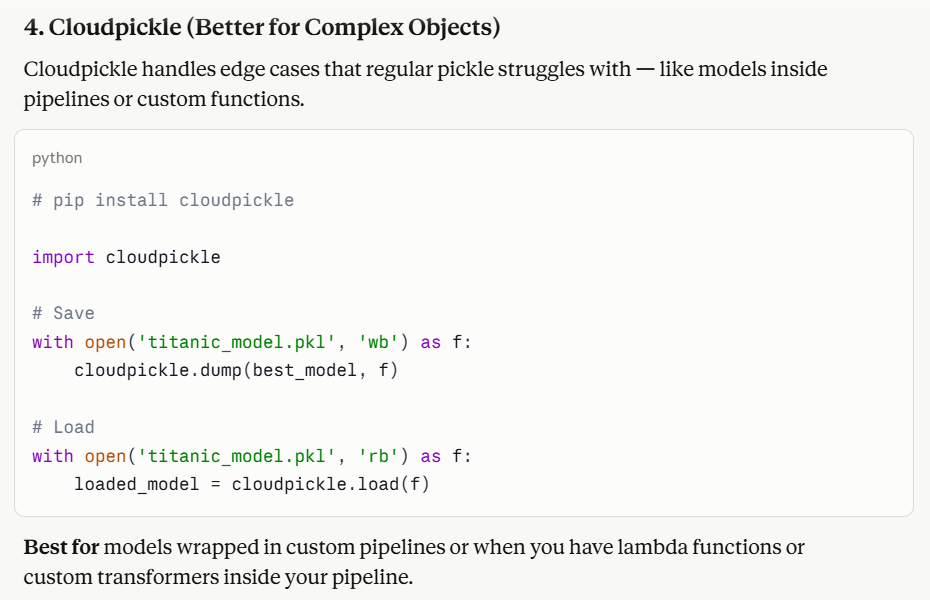 4. Cloudpickle (Better for Complex Objects)
Cloudpickle handles edge cases that regular pickle struggles with — like models inside
pipelines or custom functions.
python
# pip install cloudpickle
import cloudpickle
# Save
with open('titanic_model.pkl', 'wb') as f:
    cloudpickle.dump(best_model, f)
# Load
with open('titanic_model.pkl', 'rb') as f:
    loaded_model = cloudpickle.load(f)
Best for models wrapped in custom pipelines or when you have lambda functions or
custom transformers inside your pipeline.